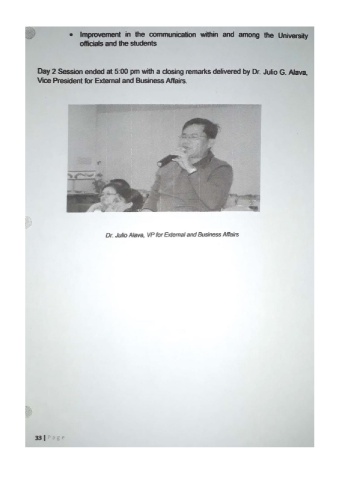 • Improvement in the communication within and among the University
officials and the students
Day 2 Session ended at 5:00 pm with a closing remarks delivered by Dr. Julio G. Alava,
Vice President for External and Business Affairs.
Dr. Julio Alava, VP for External and Business Affairs
33 | Page